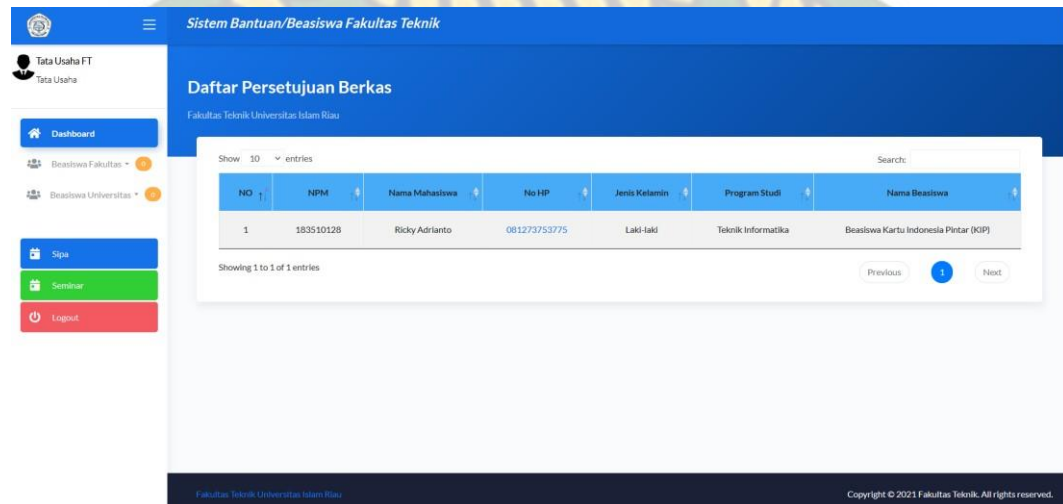 Sistem Bantuan/Beasiswa Fakultas Teknik
Tata Usaha FT
Tata Usaha
Dashboard
Beasiswa Fakultas 0
Beasiswa Universitas 0
Sipa
Seminar
Logout
Daftar Persetujuan Berkas
Fakultas Teknik Universitas Islam Riau
Show 10 entries Search:
NO NPM Nama Mahasiswa No HP Jenis Kelamin Program Studi Nama Beasiswa
1 183510128 Ricky Adrianto 081273753775 Laki-laki Teknik Informatika Beasiswa Kartu Indonesia Pintar (KIP)
Showing 1 to 1 of 1 entries Previous 1 Next
Fakultas Teknik Universitas Islam Riau Copyright © 2021 Fakultas Teknik. All rights reserved.